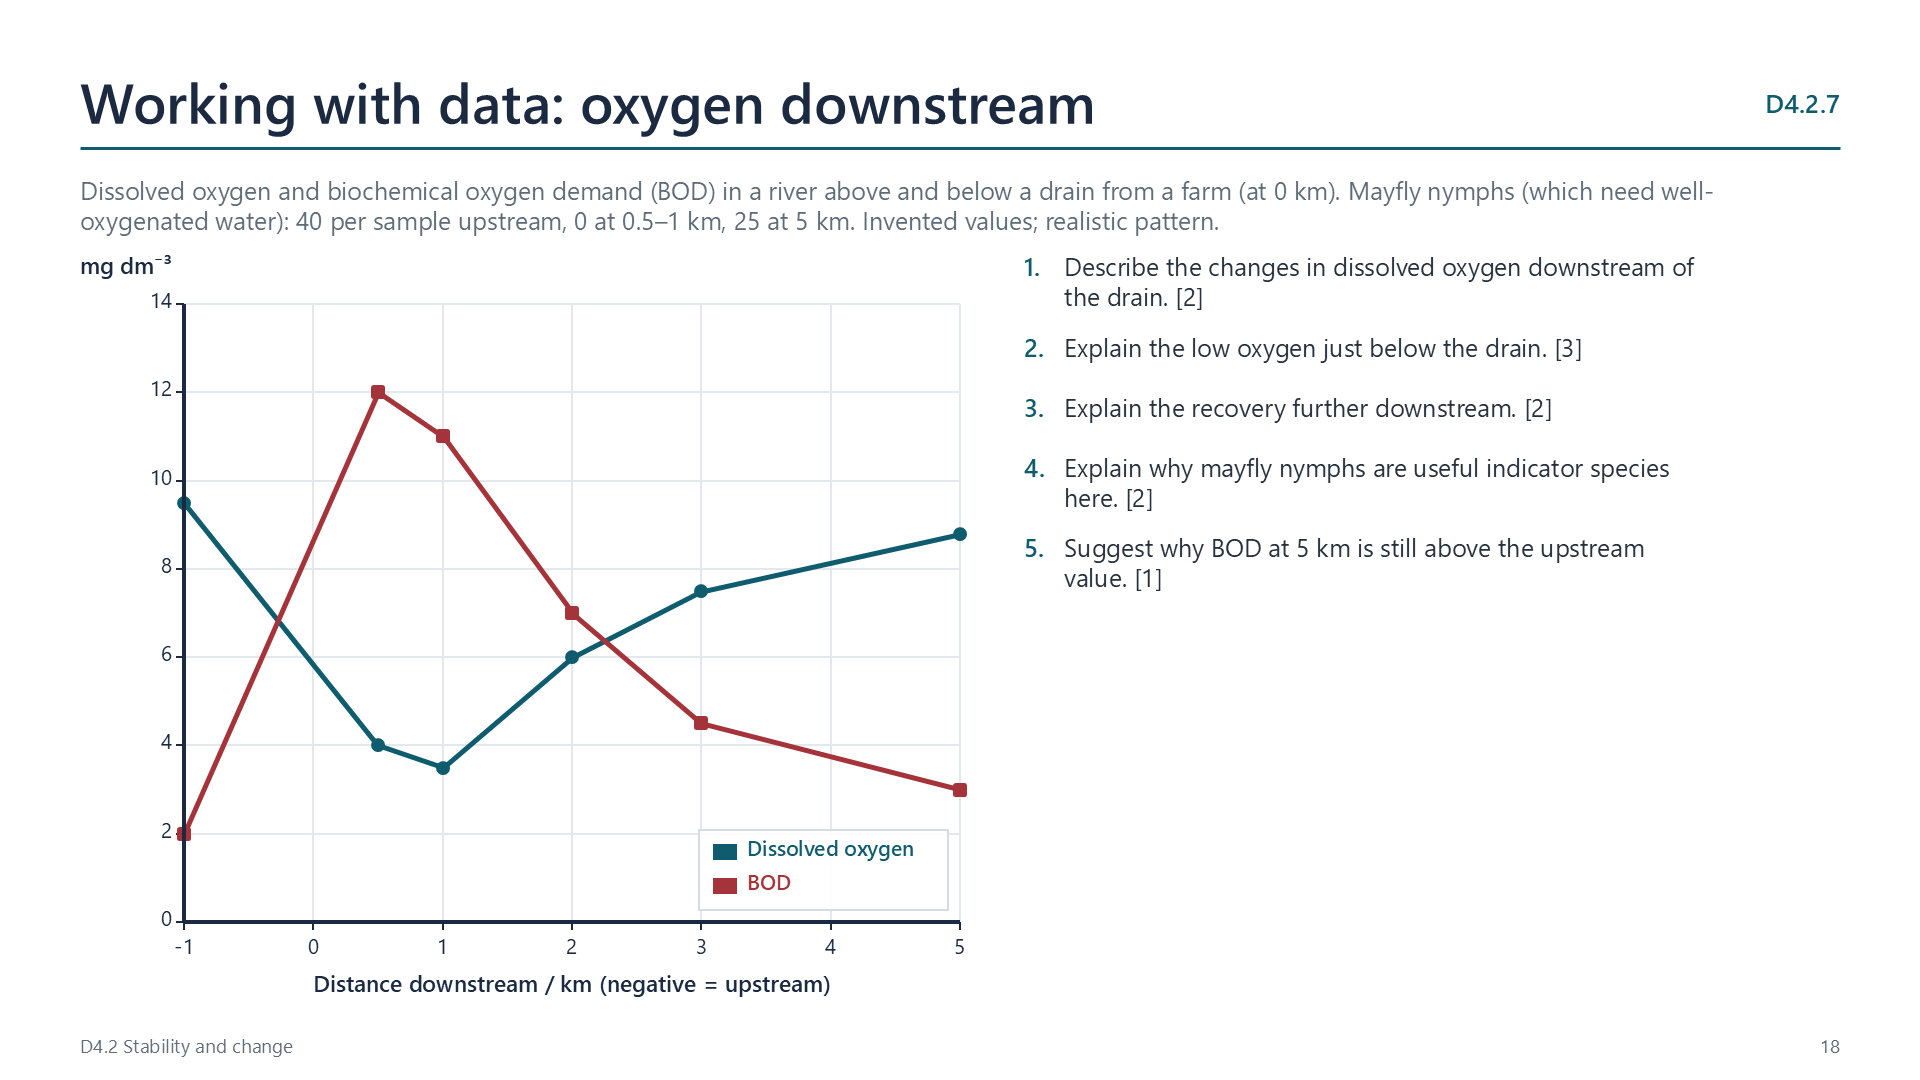 Working with data: oxygen downstream
D4.2.7
Dissolved oxygen and biochemical oxygen demand (BOD) in a river above and below a drain from a farm (at 0 km). Mayfly nymphs (which need well-
oxygenated water): 40 per sample upstream, 0 at 0.5–1 km, 25 at 5 km. Invented values; realistic pattern.
mg dm⁻³
14
12
10
8
6
4
2
0
-1 0 1 2 3 4 5
Dissolved oxygen
BOD
Distance downstream / km (negative = upstream)
1. Describe the changes in dissolved oxygen downstream of
the drain. [2]
2. Explain the low oxygen just below the drain. [3]
3. Explain the recovery further downstream. [2]
4. Explain why mayfly nymphs are useful indicator species
here. [2]
5. Suggest why BOD at 5 km is still above the upstream
value. [1]
D4.2 Stability and change
18